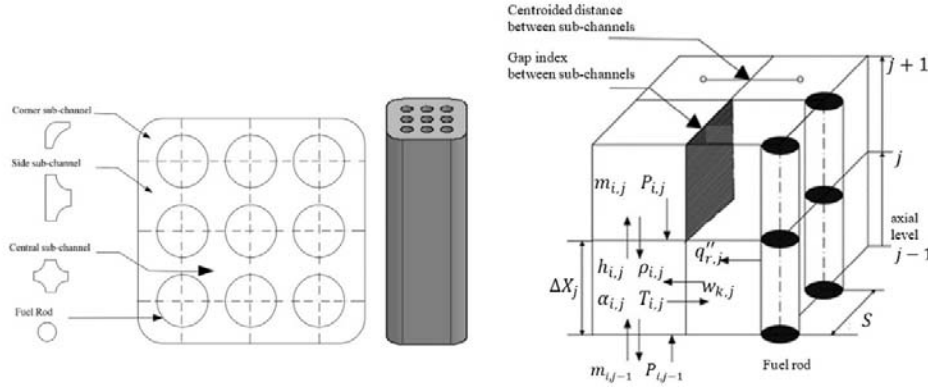 Corner sub-channel
Side sub-channel
Central sub-channel
Fuel Rod
Centroided distance
between sub-channels
Gap index
between sub-channels
j + 1
j
axial
level
j − 1
m_{i,j} P_{i,j}
q''_{r,j}
h_{i,j} ρ_{i,j}
w_{k,j}
ΔX_j
α_{i,j} T_{i,j}
S
m_{i,j−1} P_{i,j−1}
Fuel rod